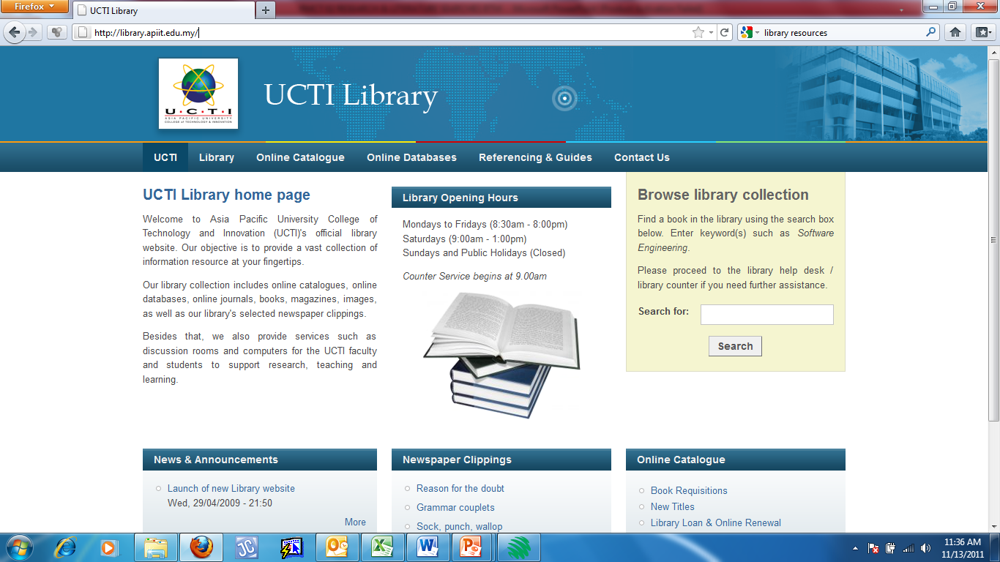 Firefox
UCTI Library
http://library.apiit.edu.my/
library resources
U·C·T·I
ASIA PACIFIC UNIVERSITY
COLLEGE OF TECHNOLOGY & INNOVATION
UCTI Library
UCTI Library Online Catalogue Online Databases Referencing & Guides Contact Us
UCTI Library home page
Welcome to Asia Pacific University College of
Technology and Innovation (UCTI)'s official library
website. Our objective is to provide a vast collection of
information resource at your fingertips.
Our library collection includes online catalogues, online
databases, online journals, books, magazines, images,
as well as our library's selected newspaper clippings.
Besides that, we also provide services such as
discussion rooms and computers for the UCTI faculty
and students to support research, teaching and
learning.
Library Opening Hours
Mondays to Fridays (8:30am - 8:00pm)
Saturdays (9:00am - 1:00pm)
Sundays and Public Holidays (Closed)
Counter Service begins at 9.00am
Browse library collection
Find a book in the library using the search box
below. Enter keyword(s) such as Software
Engineering.
Please proceed to the library help desk /
library counter if you need further assistance.
Search for:
Search
News & Announcements
Launch of new Library website
Wed, 29/04/2009 - 21:50
More
Newspaper Clippings
Reason for the doubt
Grammar couplets
Sock, punch, wallop
Online Catalogue
Book Requisitions
New Titles
Library Loan & Online Renewal
11:36 AM
11/13/2011